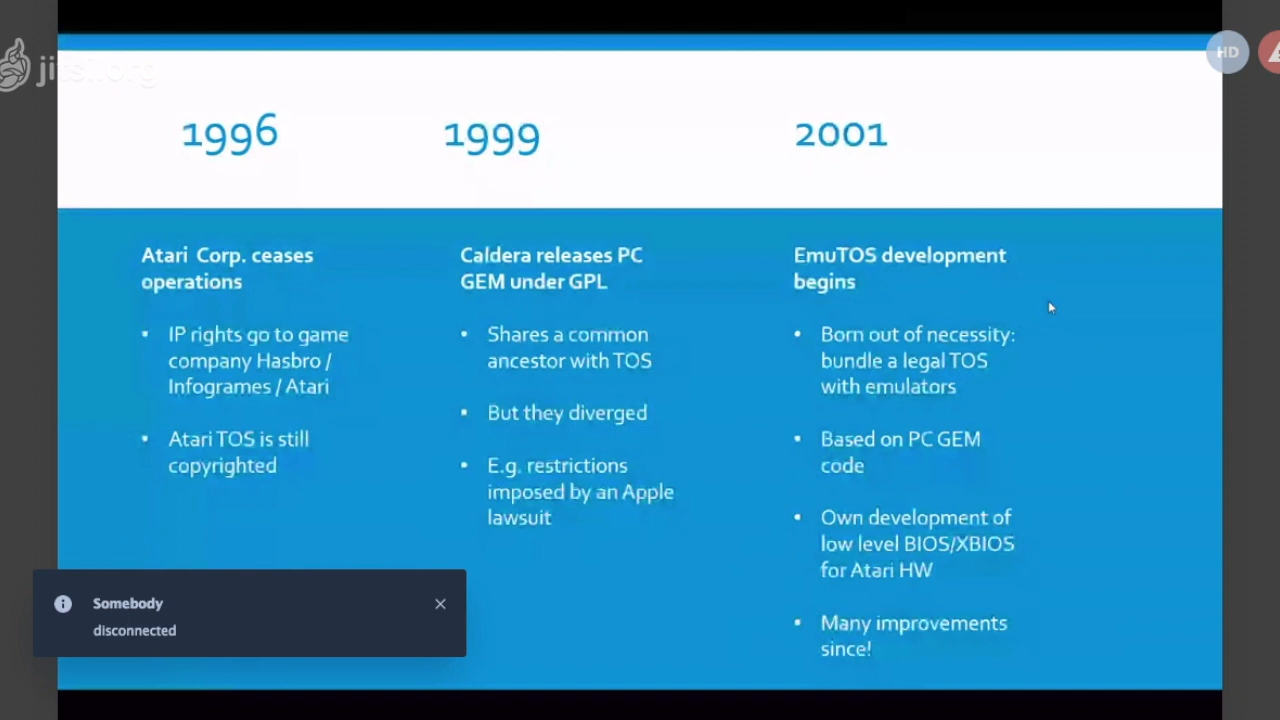 jitsi.org
HD
1996
1999
2001
Atari Corp. ceases
operations
• IP rights go to game
company Hasbro /
Infogrames / Atari
• Atari TOS is still
copyrighted
Caldera releases PC
GEM under GPL
• Shares a common
ancestor with TOS
• But they diverged
• E.g. restrictions
imposed by an Apple
lawsuit
EmuTOS development
begins
• Born out of necessity:
bundle a legal TOS
with emulators
• Based on PC GEM
code
• Own development of
low level BIOS/XBIOS
for Atari HW
• Many improvements
since!
Somebody
disconnected